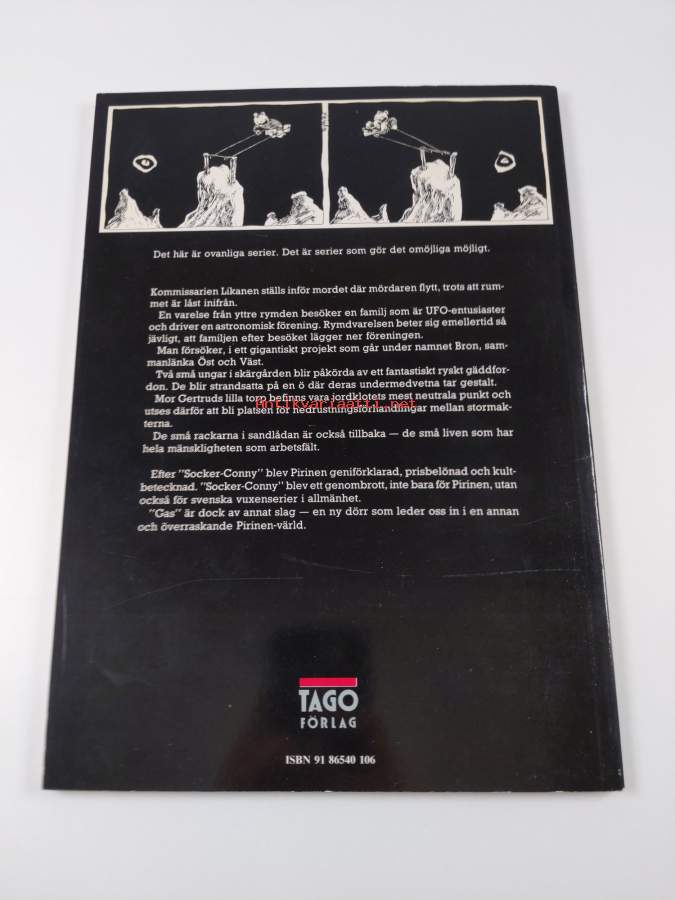 Det här är ovanliga serier. Det är serier som gör det omöjliga möjligt.
Kommissarien Likanen ställs inför mordet där mördaren flytt, trots att rum-
met är låst inifrån.
En varelse från yttre rymden besöker en familj som är UFO-entusiaster
och driver en astronomisk förening. Rymdvarelsen beter sig emellertid så
jävligt, att familjen efter besöket lägger ner föreningen.
Man försöker, i ett gigantiskt projekt som går under namnet Bron, sam-
manlänka Öst och Väst.
Två små ungar i skärgården blir påkörda av ett fantastiskt ryskt gäddfor-
don. De blir strandsatta på en ö där deras undermedvetna tar gestalt.
Mor Gertruds lilla torp befinns vara jordklotets mest neutrala punkt och
antikvariaatti.net
utses därför att bli platsen för nedrustningsförhandlingar mellan stormak-
terna.
De små rackarna i sandlådan är också tillbaka — de små liven som har
hela mänskligheten som arbetsfält.
Efter "Socker-Conny" blev Pirinen geniförklarad, prisbelönad och kult-
betecknad. "Socker-Conny" blev ett genombrott, inte bara för Pirinen, utan
också för svenska vuxenserier i allmänhet.
"Gas" är dock av annat slag — en ny dörr som leder oss in i en annan
och överraskande Pirinen-värld.
TAGO
FÖRLAG
ISBN 91 86540 106